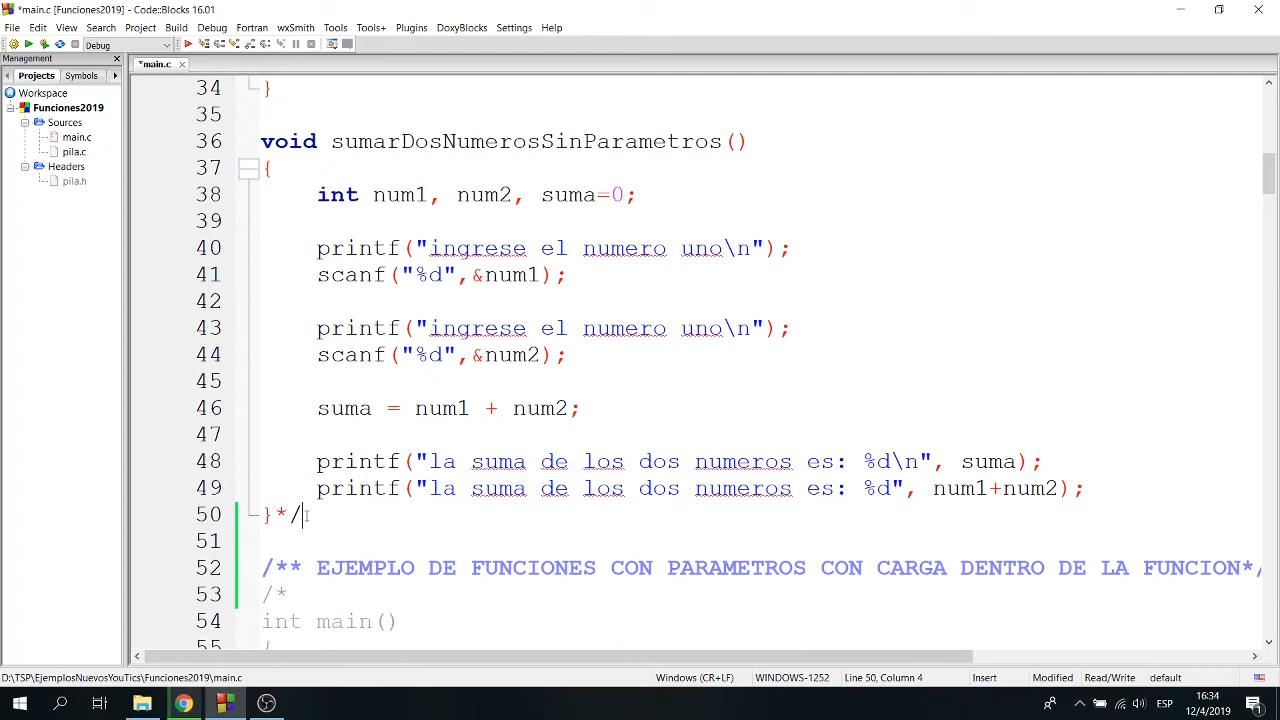 *main.c [Funciones2019] - Code::Blocks 16.01
File Edit View Search Project Build Debug Fortran wxSmith Tools Tools+ Plugins DoxyBlocks Settings Help
Debug
Management
Projects Symbols
Workspace
Funciones2019
Sources
main.c
pila.c
Headers
pila.h
*main.c
34 }
35
36 void sumarDosNumerosSinParametros()
37 {
38 int num1, num2, suma=0;
39
40 printf("ingrese el numero uno\n");
41 scanf("%d",&num1);
42
43 printf("ingrese el numero uno\n");
44 scanf("%d",&num2);
45
46 suma = num1 + num2;
47
48 printf("la suma de los dos numeros es: %d\n", suma);
49 printf("la suma de los dos numeros es: %d", num1+num2);
50 }*/
51
52 /** EJEMPLO DE FUNCIONES CON PARAMETROS CON CARGA DENTRO DE LA FUNCION*/
53 /*
54 int main()
55 {
D:\TSP\EjemplosNuevosYouTics\Funciones2019\main.c Windows (CR+LF) WINDOWS-1252 Line 50, Column 4 Insert Modified Read/Write default
ESP 16:34
12/4/2019